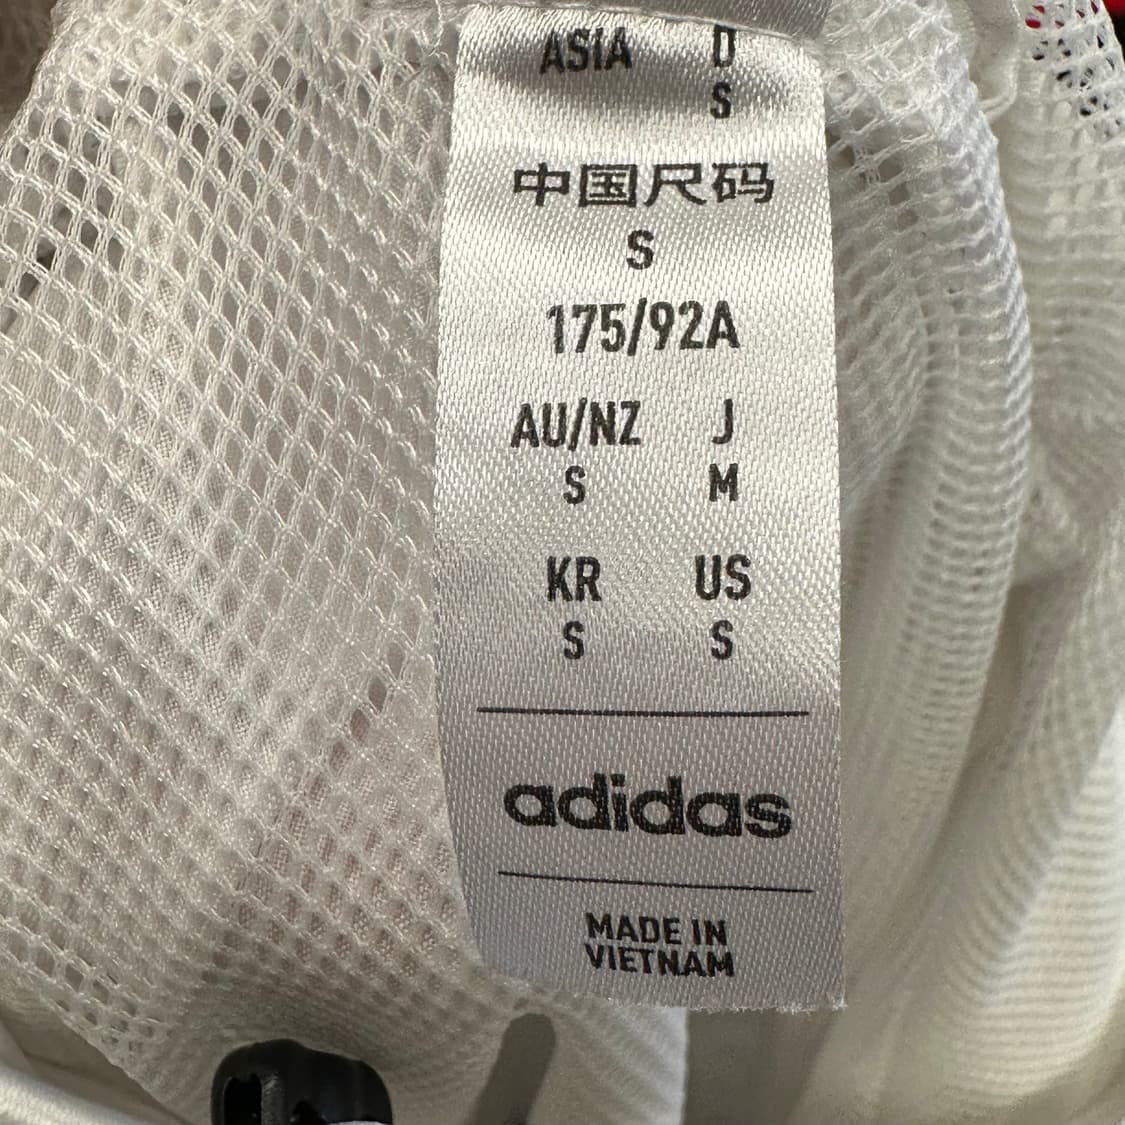 ASIA D
S
中国尺码
S
175/92A
AU/NZ J
S M
KR US
S S
adidas
MADE IN
VIETNAM